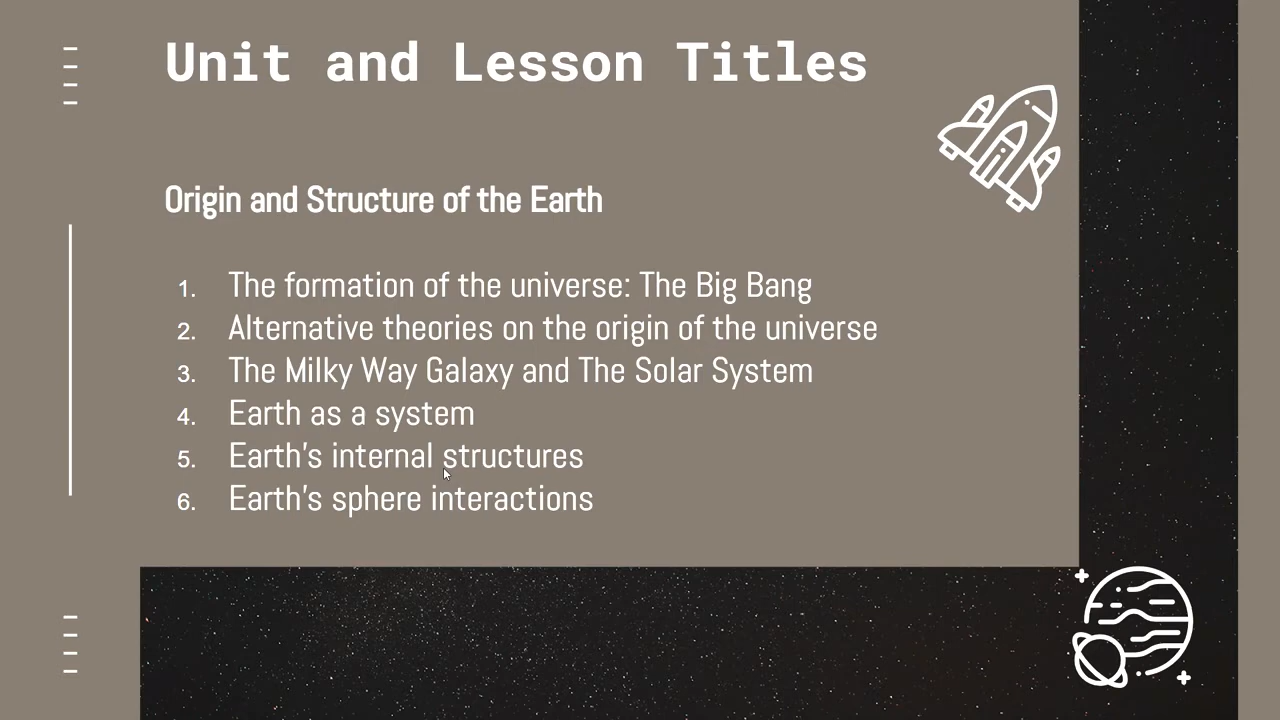 Unit and Lesson Titles
Origin and Structure of the Earth
1. The formation of the universe: The Big Bang
2. Alternative theories on the origin of the universe
3. The Milky Way Galaxy and The Solar System
4. Earth as a system
5. Earth’s internal structures
6. Earth’s sphere interactions